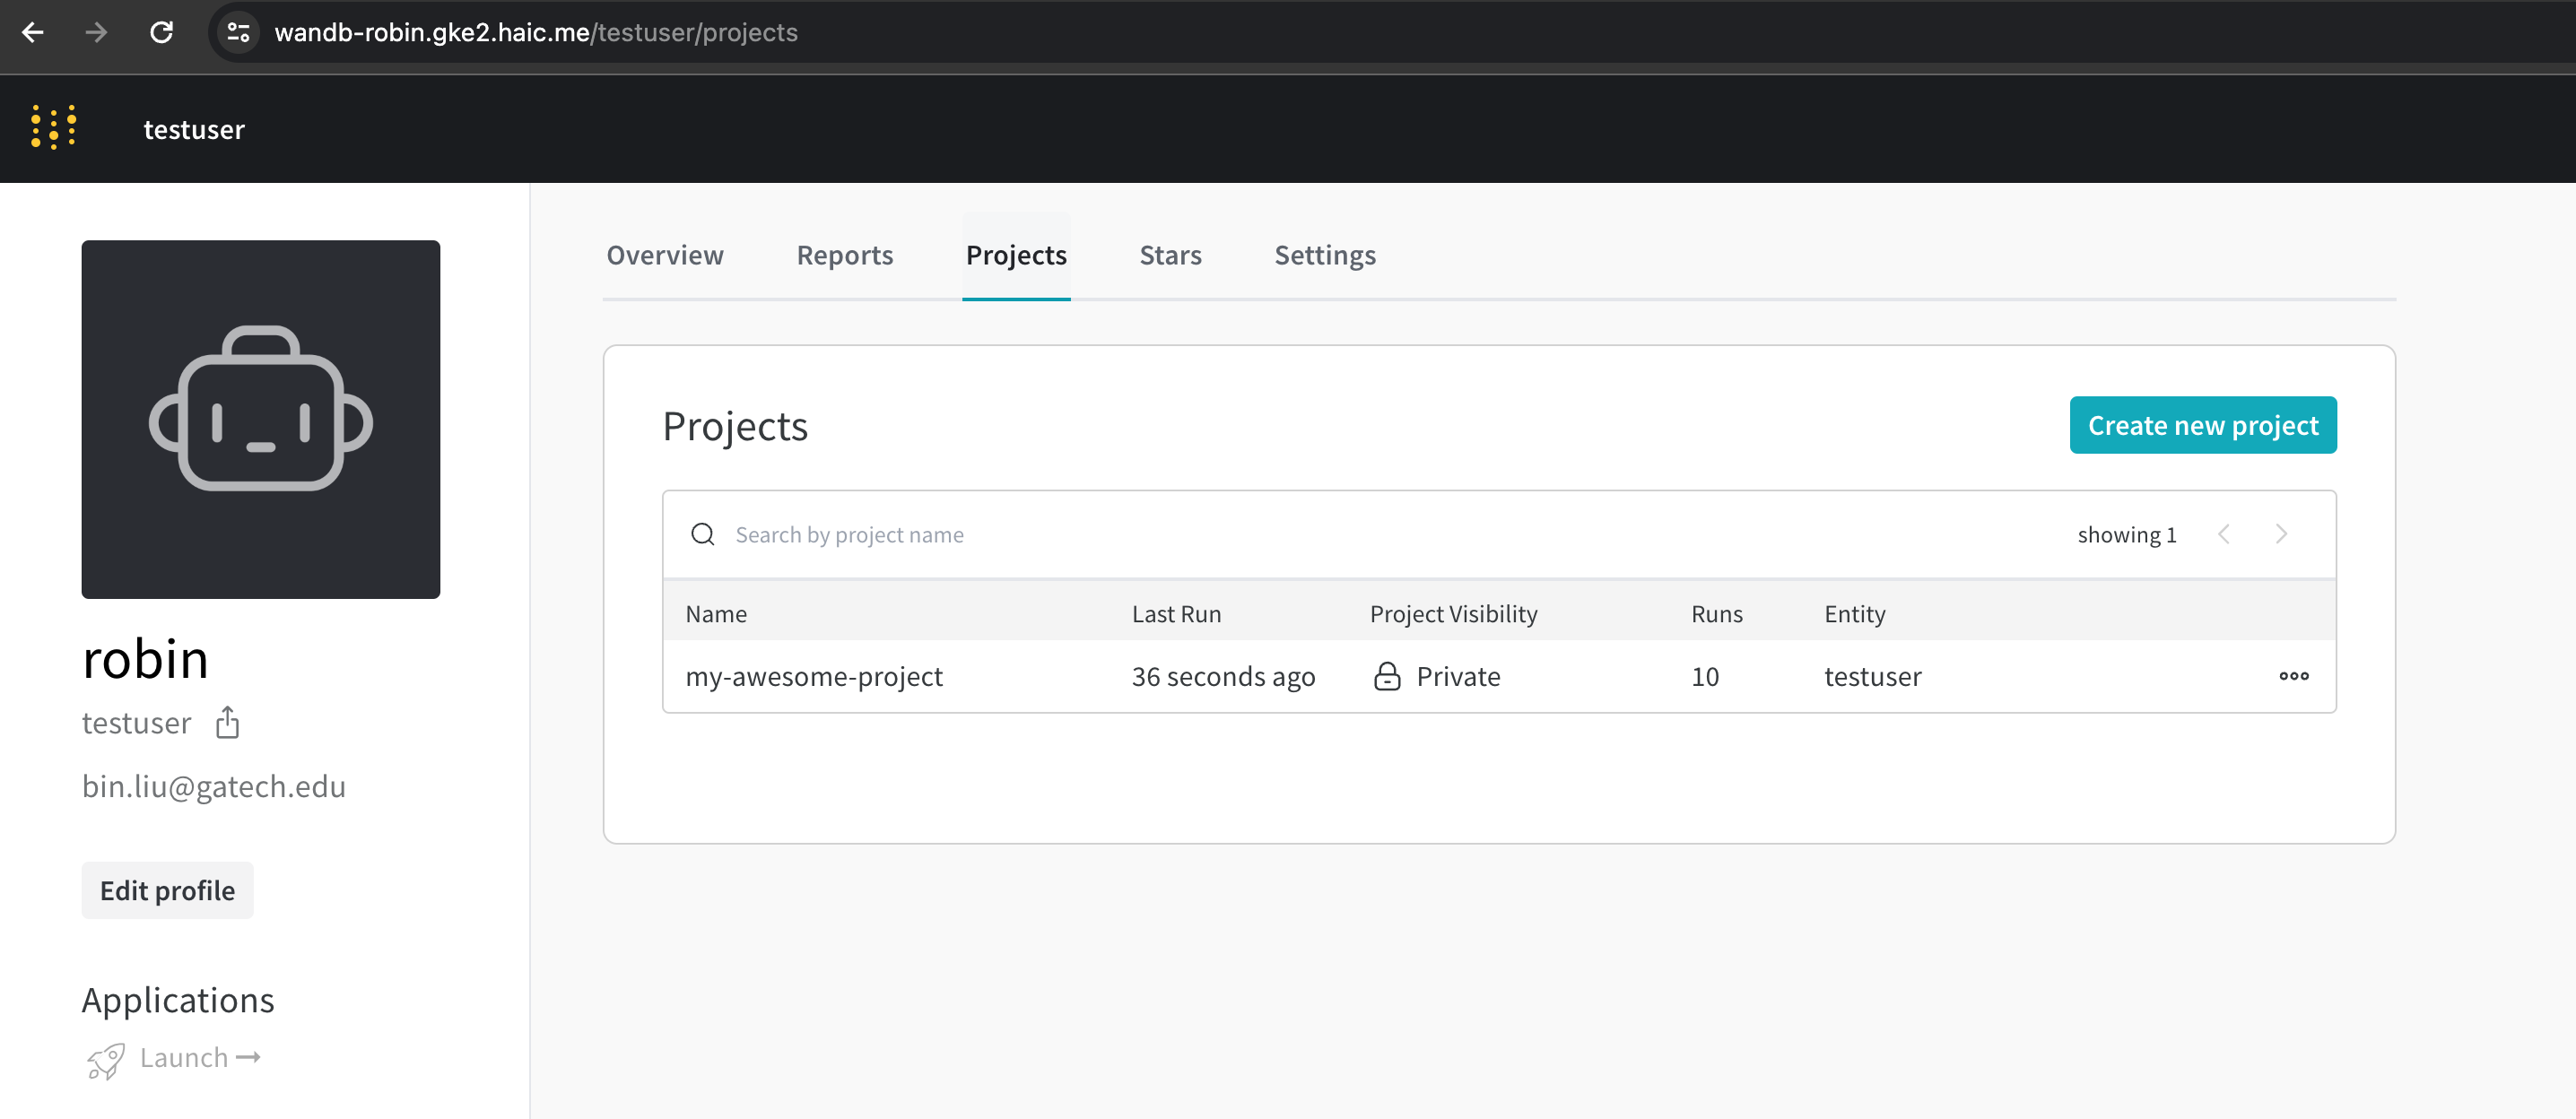 wandb-robin.gke2.haic.me/testuser/projects
testuser
Overview Reports Projects Stars Settings
Projects
Create new project
Search by project name
showing 1
Name Last Run Project Visibility Runs Entity
my-awesome-project 36 seconds ago Private 10 testuser
robin
testuser
bin.liu@gatech.edu
Edit profile
Applications
Launch